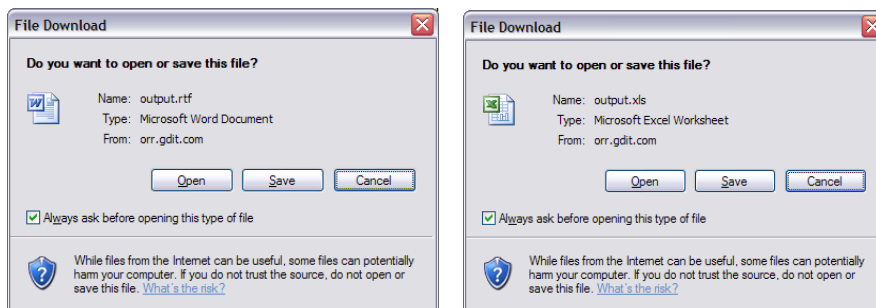 File Download
Do you want to open or save this file?
Name: output.rtf
Type: Microsoft Word Document
From: orr.gdit.com
Open Save Cancel
Always ask before opening this type of file
While files from the Internet can be useful, some files can potentially
harm your computer. If you do not trust the source, do not open or
save this file. What's the risk?
File Download
Do you want to open or save this file?
Name: output.xls
Type: Microsoft Excel Worksheet
From: orr.gdit.com
Open Save Cancel
Always ask before opening this type of file
While files from the Internet can be useful, some files can potentially
harm your computer. If you do not trust the source, do not open or
save this file. What's the risk?